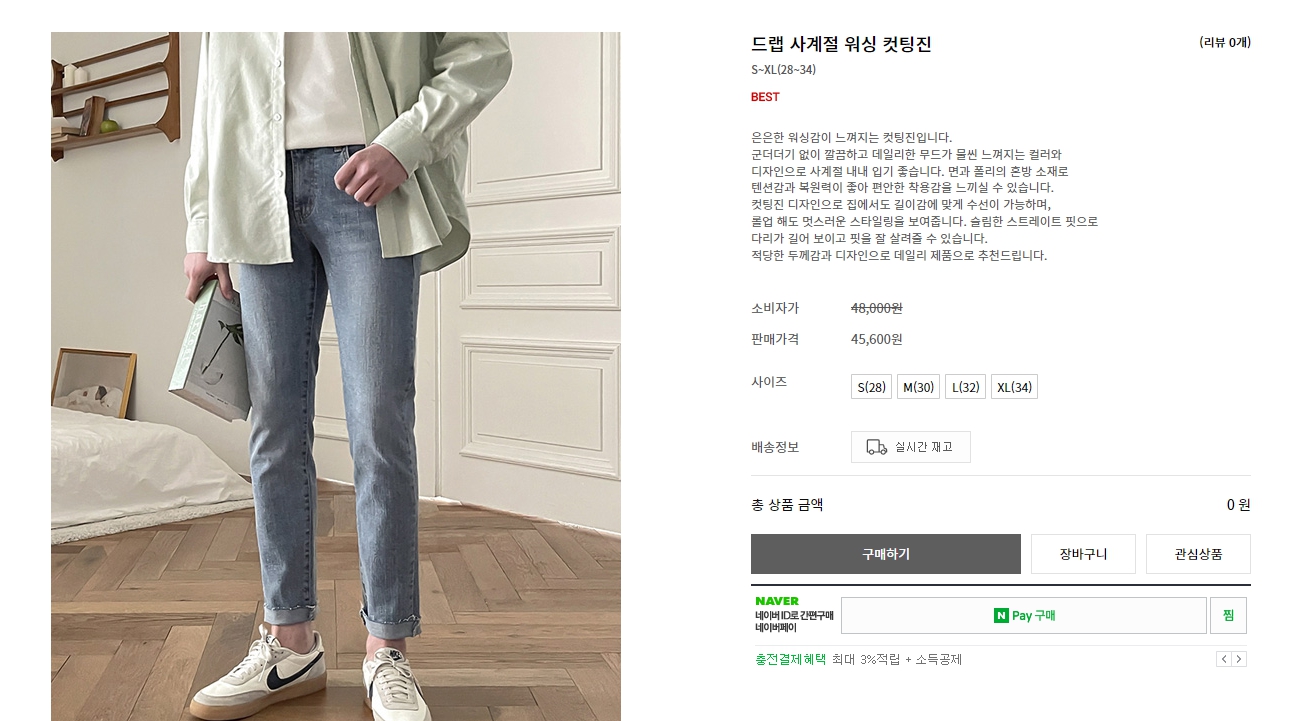 드랩 사계절 워싱 컷팅진
(리뷰 0개)
S~XL(28~34)
BEST
은은한 워싱감이 느껴지는 컷팅진입니다.
군더더기 없이 깔끔하고 데일리한 무드가 물씬 느껴지는 컬러와
디자인으로 사계절 내내 입기 좋습니다. 면과 폴리의 혼방 소재로
텐션감과 복원력이 좋아 편안한 착용감을 느끼실 수 있습니다.
컷팅진 디자인으로 집에서도 길이감에 맞게 수선이 가능하며,
롤업 해도 멋스러운 스타일링을 보여줍니다. 슬림한 스트레이트 핏으로
다리가 길어 보이고 핏을 잘 살려줄 수 있습니다.
적당한 두께감과 디자인으로 데일리 제품으로 추천드립니다.
소비자가 48,000원
판매가격 45,600원
사이즈 S(28) M(30) L(32) XL(34)
배송정보 실시간 재고
총 상품 금액 0 원
구매하기 장바구니 관심상품
NAVER
네이버 ID로 간편구매
네이버페이
N Pay 구매 찜
충전결제혜택 최대 3%적립 + 소득공제